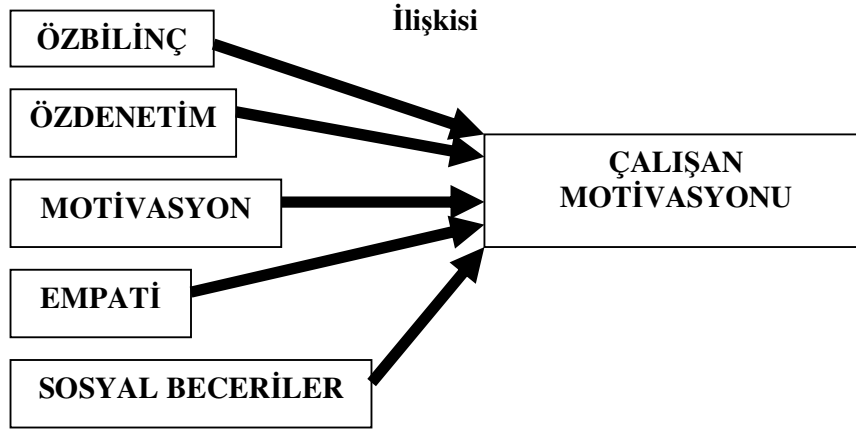 İlişkisi
ÖZBİLİNÇ
ÖZDENETİM
MOTİVASYON
EMPATİ
SOSYAL BECERİLER
ÇALIŞAN
MOTİVASYONU